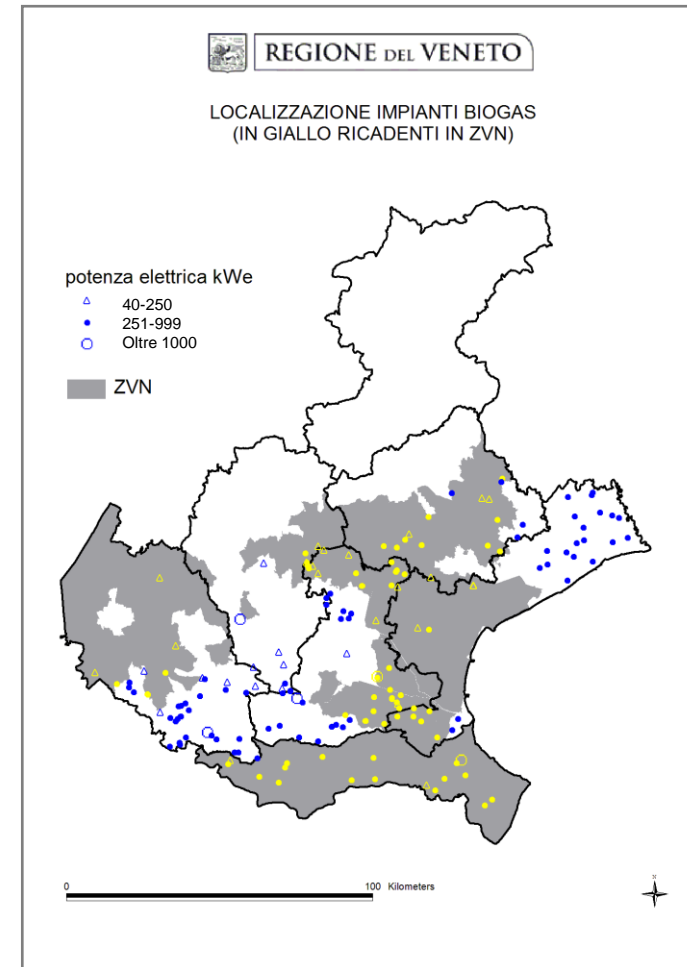 REGIONE DEL VENETO
LOCALIZZAZIONE IMPIANTI BIOGAS
(IN GIALLO RICADENTI IN ZVN)
potenza elettrica kWe
40-250
251-999
Oltre 1000
ZVN
0
100 Kilometers